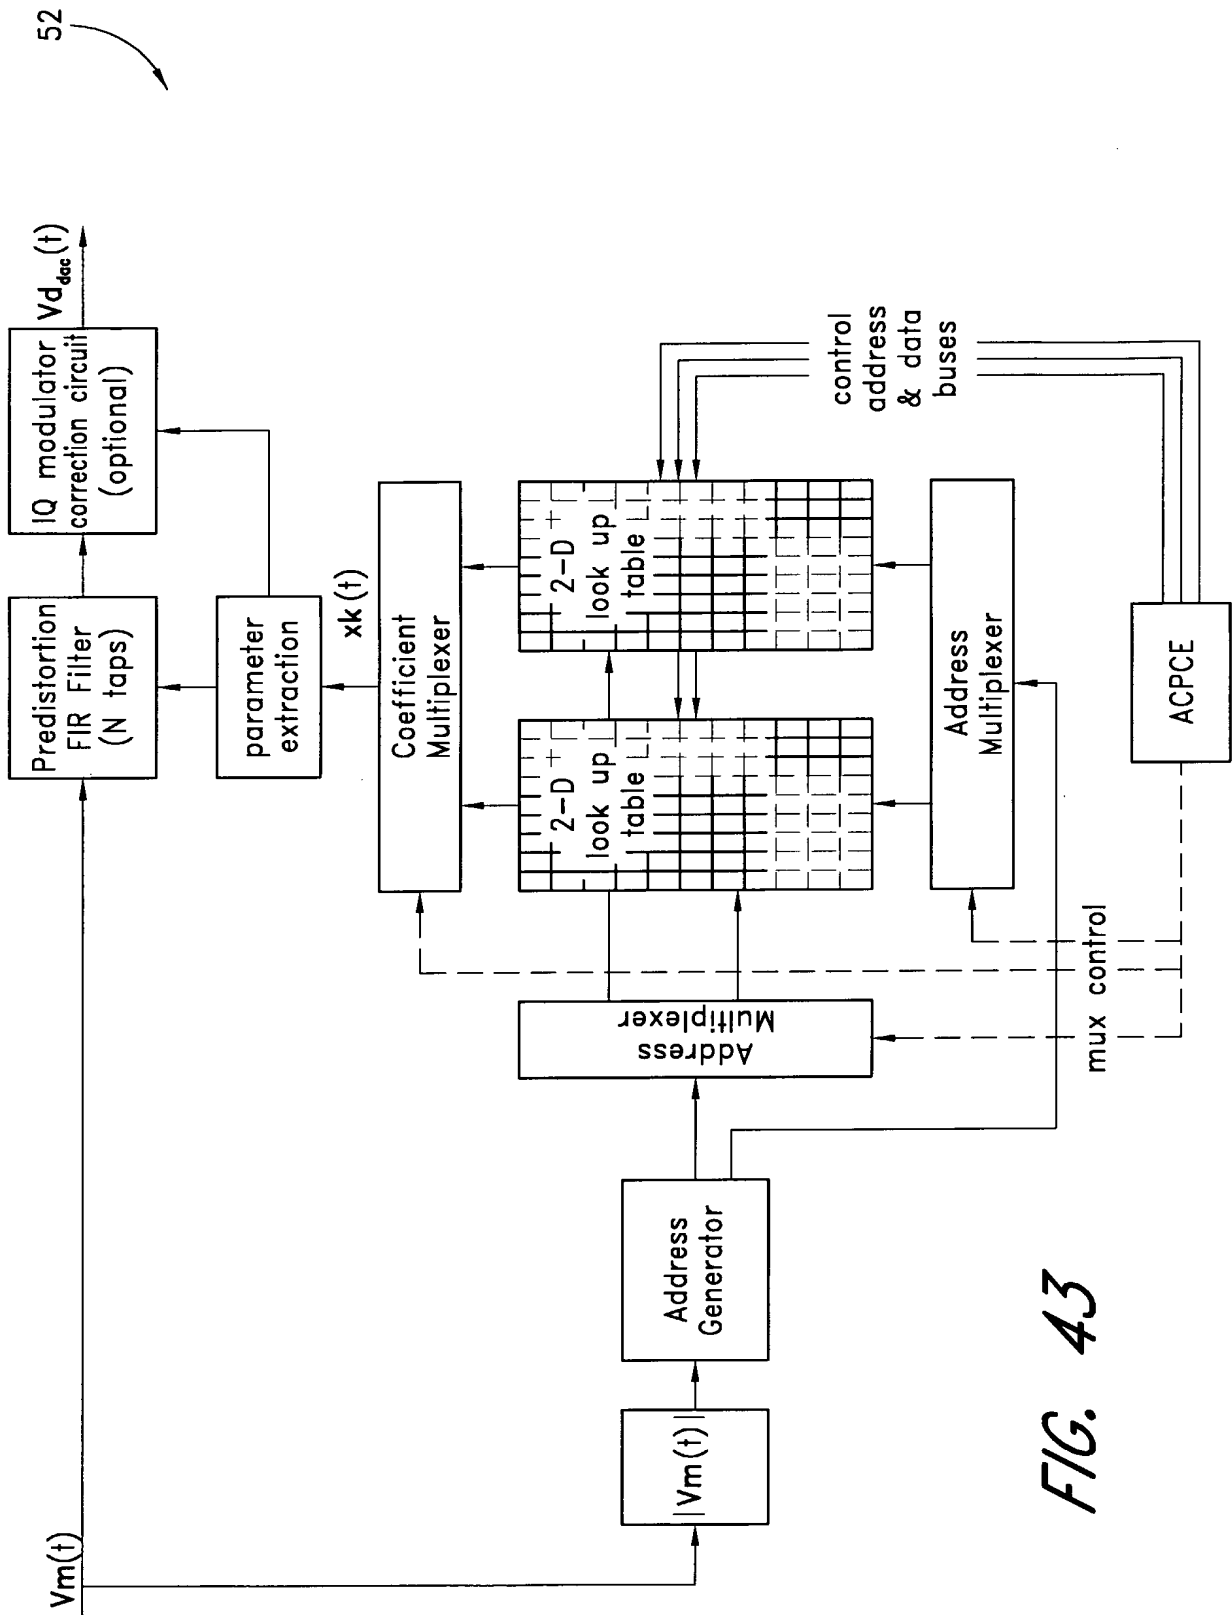 52
Vm(t)
Predistortion
FIR Filter
(N taps)
IQ modulator
correction circuit
(optional)
Vd_dac(t)
parameter
extraction
xk(t)
Coefficient
Multiplexer
2-D
look up
table
2-D
look up
table
control
address
& data
buses
|Vm(t)|
Address
Generator
Address
Multiplexer
Address
Multiplexer
mux control
ACPCE
FIG. 43